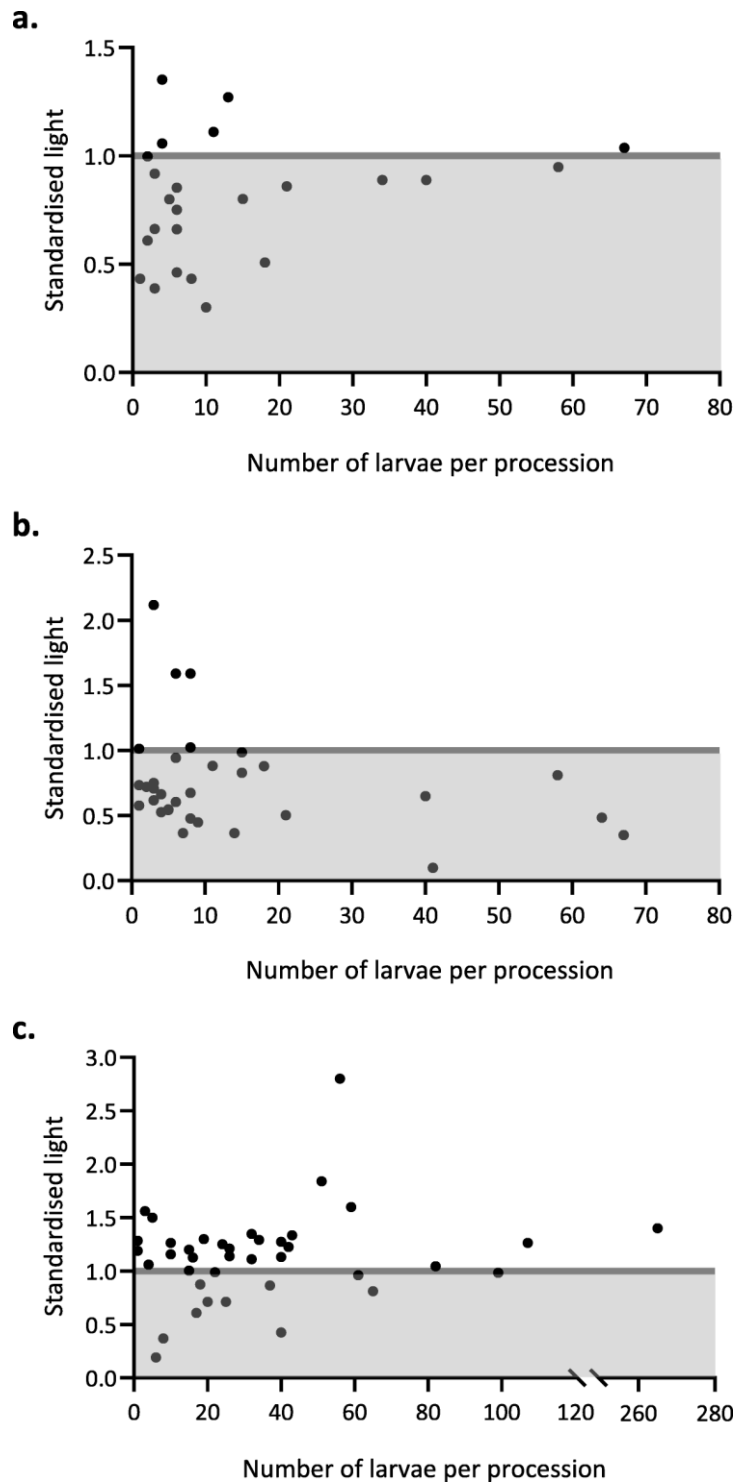 a.
1.5
1.0
0.5
0.0
Standardised light
0 10 20 30 40 50 60 70 80
Number of larvae per procession
b.
2.5
2.0
1.5
1.0
0.5
0.0
Standardised light
0 10 20 30 40 50 60 70 80
Number of larvae per procession
c.
3.0
2.5
2.0
1.5
1.0
0.5
0.0
Standardised light
0 20 40 60 80 100 120 260 280
Number of larvae per procession